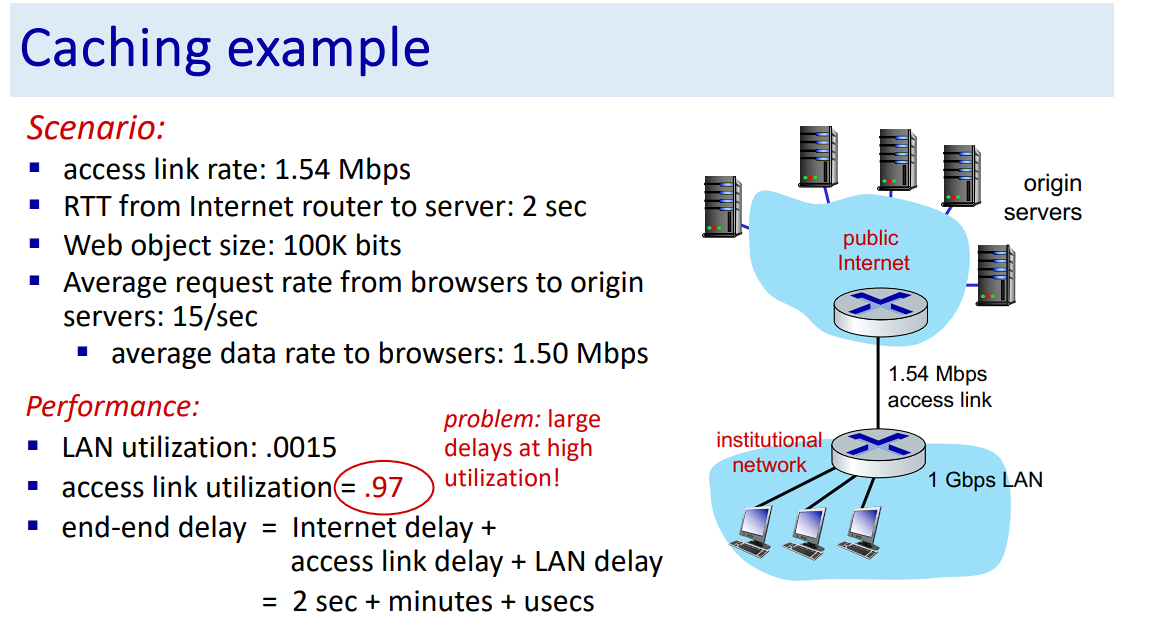 Caching example
Scenario:
access link rate: 1.54 Mbps
RTT from Internet router to server: 2 sec
Web object size: 100K bits
Average request rate from browsers to origin
servers: 15/sec
average data rate to browsers: 1.50 Mbps
Performance:
LAN utilization: .0015
access link utilization = .97
problem: large
delays at high
utilization!
end-end delay = Internet delay +
access link delay + LAN delay
= 2 sec + minutes + usecs
origin
servers
public
Internet
1.54 Mbps
access link
institutional
network
1 Gbps LAN